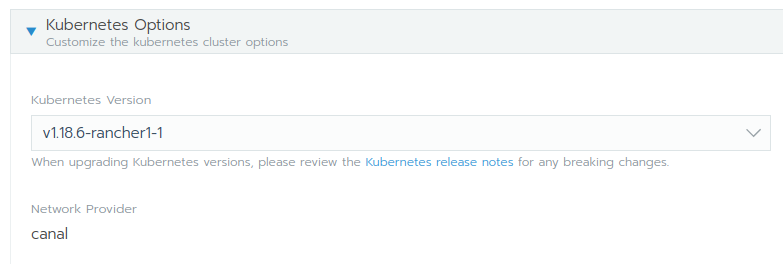 Kubernetes Options
Customize the kubernetes cluster options
Kubernetes Version
v1.18.6-rancher1-1
When upgrading Kubernetes versions, please review the Kubernetes release notes for any breaking changes.
Network Provider
canal